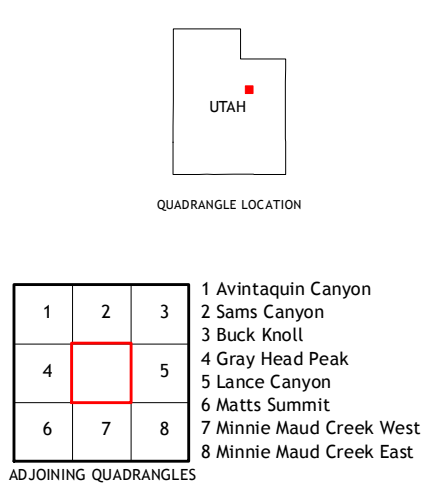 UTAH
QUADRANGLE LOCATION
1 2 3
4 5
6 7 8
1 Avintaquin Canyon
2 Sams Canyon
3 Buck Knoll
4 Gray Head Peak
5 Lance Canyon
6 Matts Summit
7 Minnie Maud Creek West
8 Minnie Maud Creek East
ADJOINING QUADRANGLES